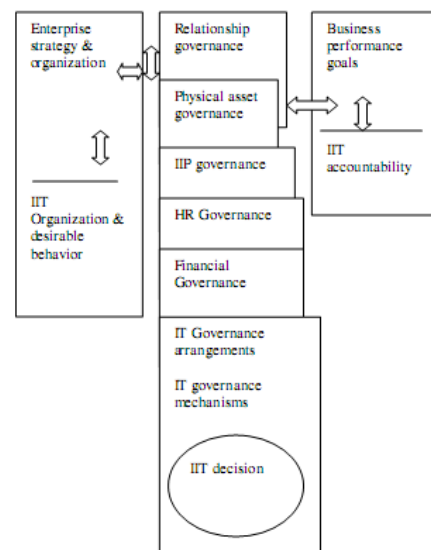 Enterprise
strategy &
organization
IIT
Organization &
desirable
behavior
Relationship
governance
Physical asset
governance
IIP governance
HR Governance
Financial
Governance
IT Governance
arrangements
IT governance
mechanisms
IIT decision
Business
performance
goals
IIT
accountability